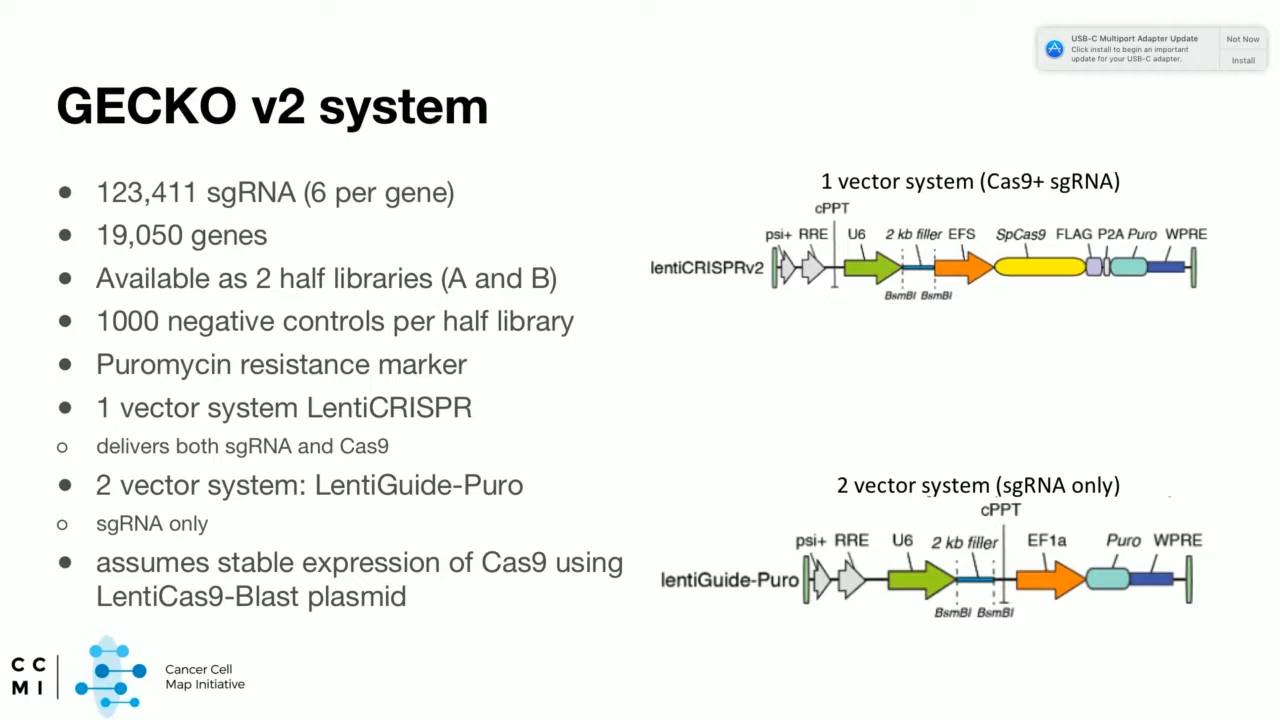 USB-C Multiport Adapter Update
Click install to begin an important
update for your USB-C adapter.
Not Now
Install
GECKO v2 system
● 123,411 sgRNA (6 per gene)
● 19,050 genes
● Available as 2 half libraries (A and B)
● 1000 negative controls per half library
● Puromycin resistance marker
● 1 vector system LentiCRISPR
○ delivers both sgRNA and Cas9
● 2 vector system: LentiGuide-Puro
○ sgRNA only
● assumes stable expression of Cas9 using
LentiCas9-Blast plasmid
1 vector system (Cas9+ sgRNA)
cPPT
psi+ RRE U6 2 kb filler EFS SpCas9 FLAG P2A Puro WPRE
lentiCRISPRv2
BsmBI BsmBI
2 vector system (sgRNA only)
cPPT
psi+ RRE U6 2 kb filler EF1a Puro WPRE
lentiGuide-Puro
BsmBI BsmBI
C C
M I
Cancer Cell
Map Initiative